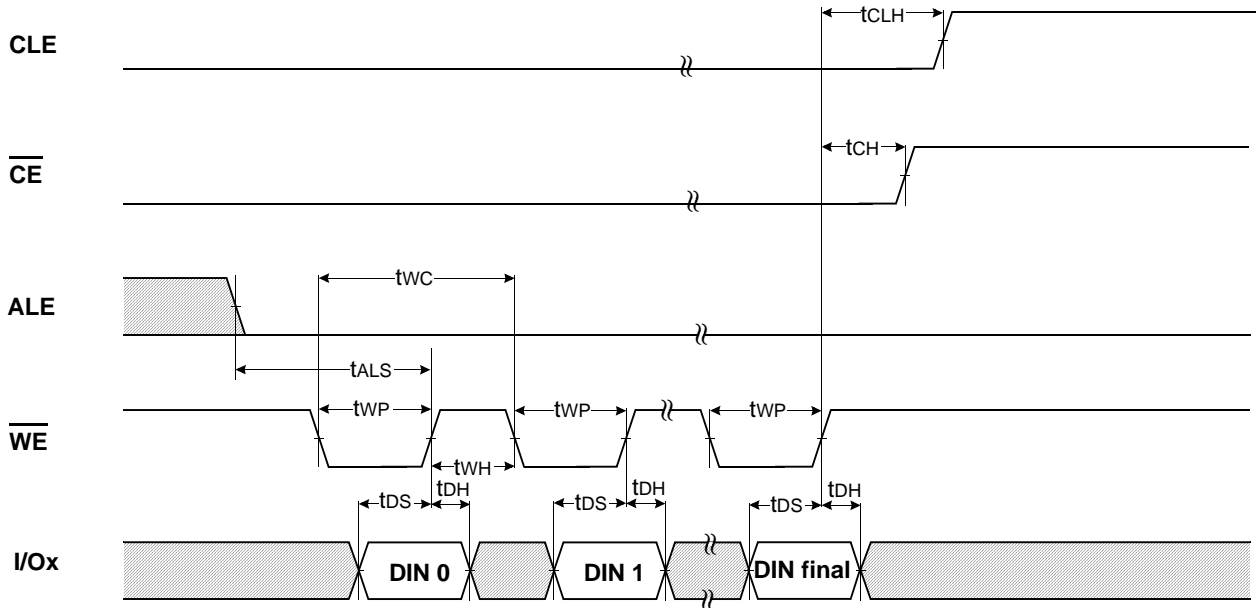 tCLH
CLE
tCH
CE
tWC
ALE
tALS
tWP
tWP
tWP
WE
tWH
tDS
tDH
tDS
tDH
tDS
tDH
I/Ox
DIN 0
DIN 1
DIN final